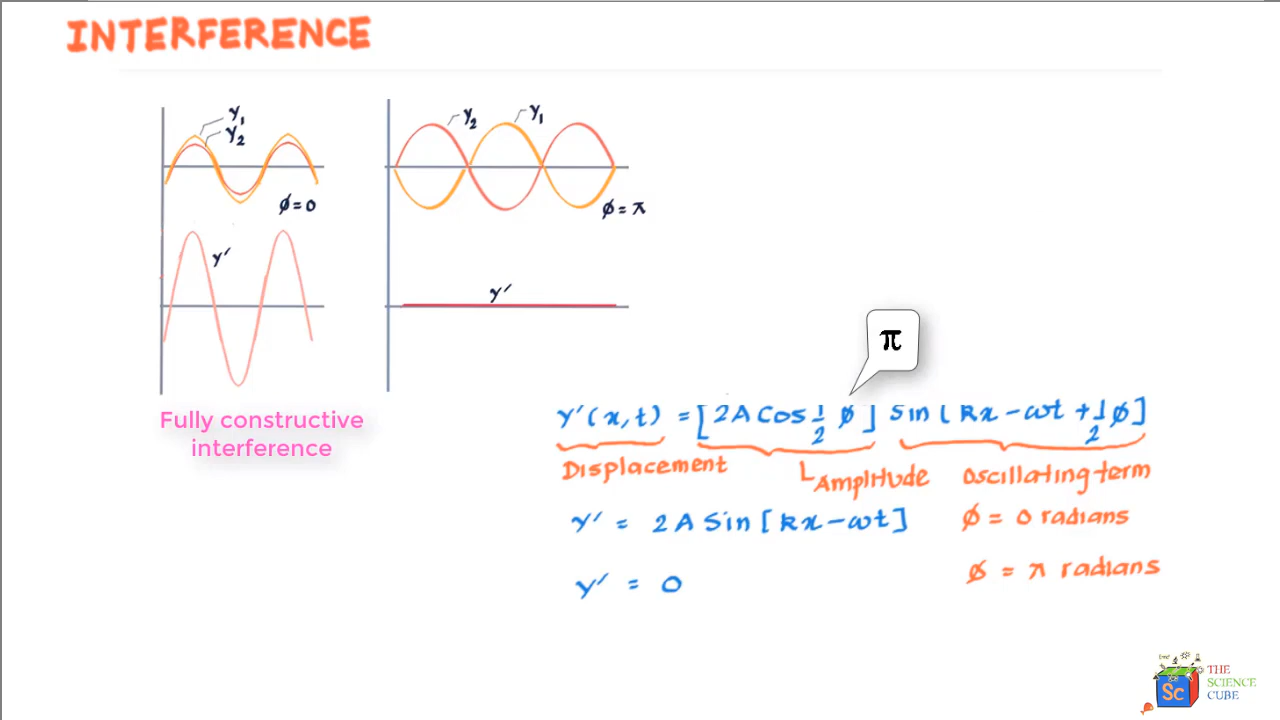 INTERFERENCE
Y₁
Y₂
ϕ = 0
Y′
Y₂
Y₁
ϕ = π
Y′
Fully constructive
interference
π
Y′(x,t) = [2A Cos 1/2 ϕ] Sin [kx − ωt + 1/2 ϕ]
Displacement
Amplitude
Oscillating term
Y′ = 2A Sin [kx − ωt]
ϕ = 0 radians
Y′ = 0
ϕ = π radians
Sc
THE
SCIENCE
CUBE